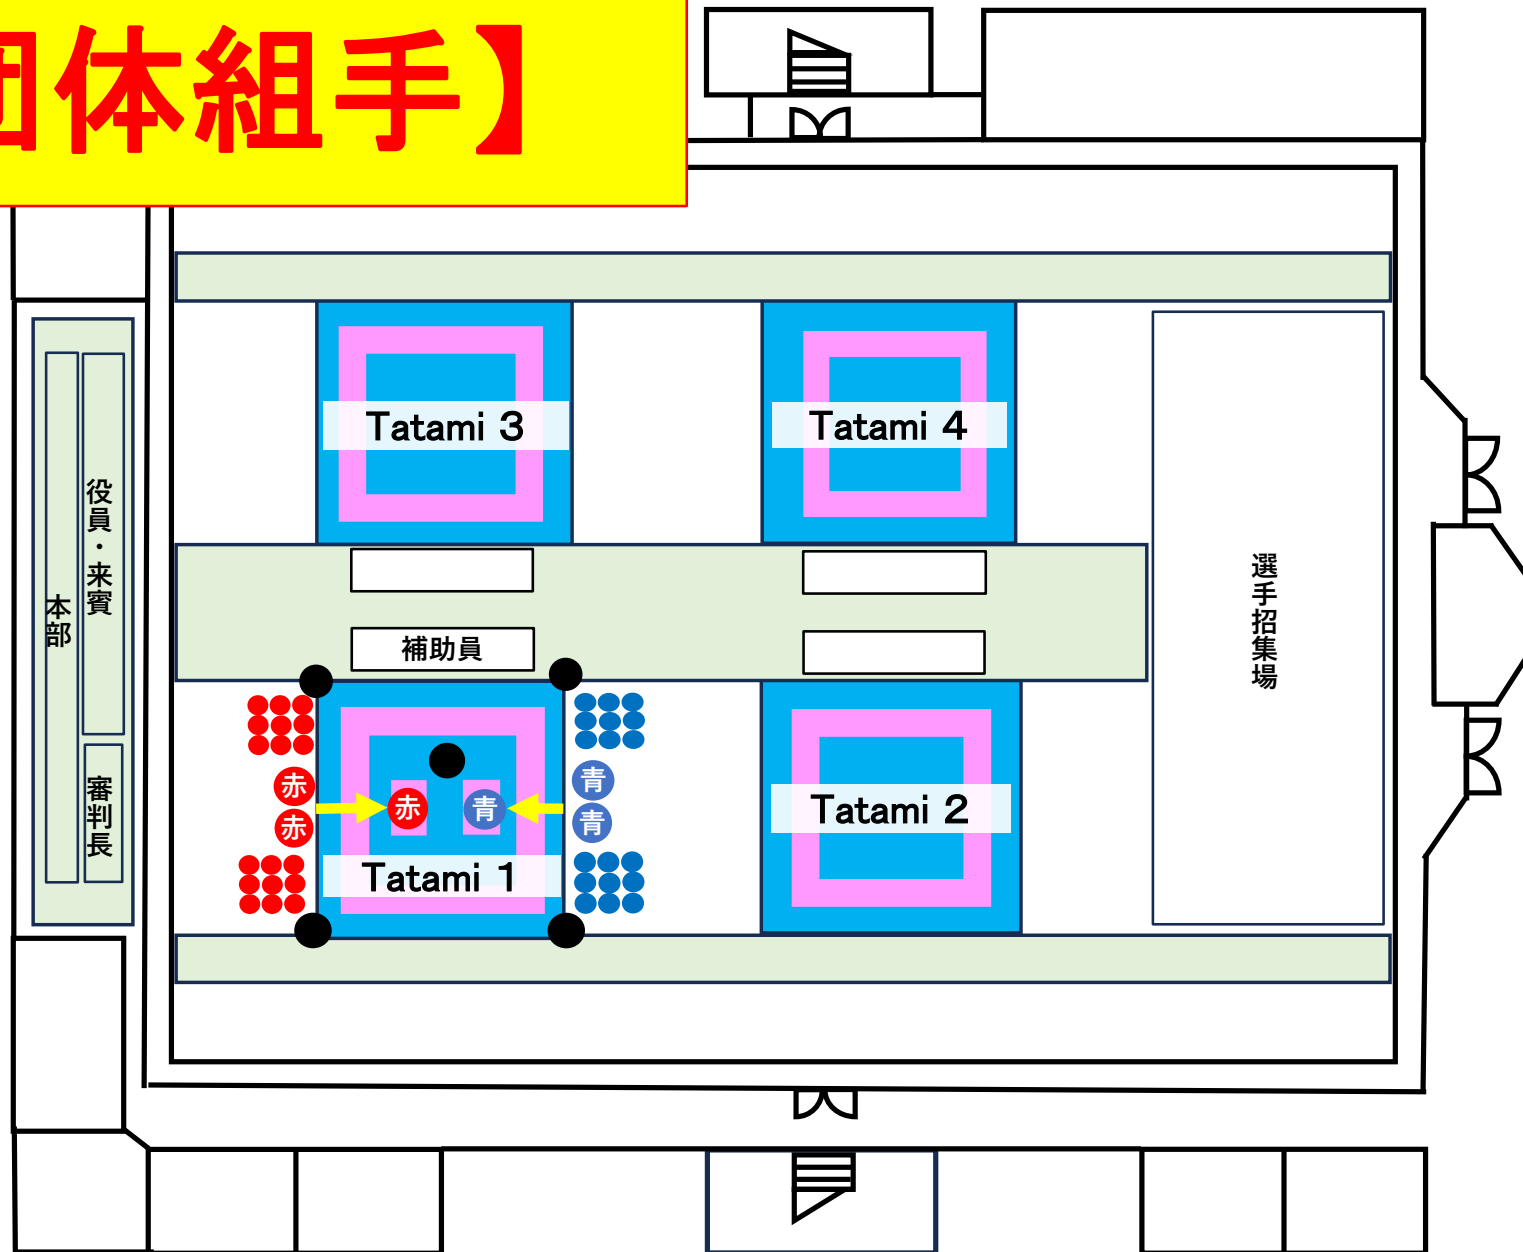 団体組手】
Tatami 3
Tatami 4
役員・来賓
本部
審判長
選手招集場
補助員
赤
赤
赤
青
青
青
Tatami 1
Tatami 2